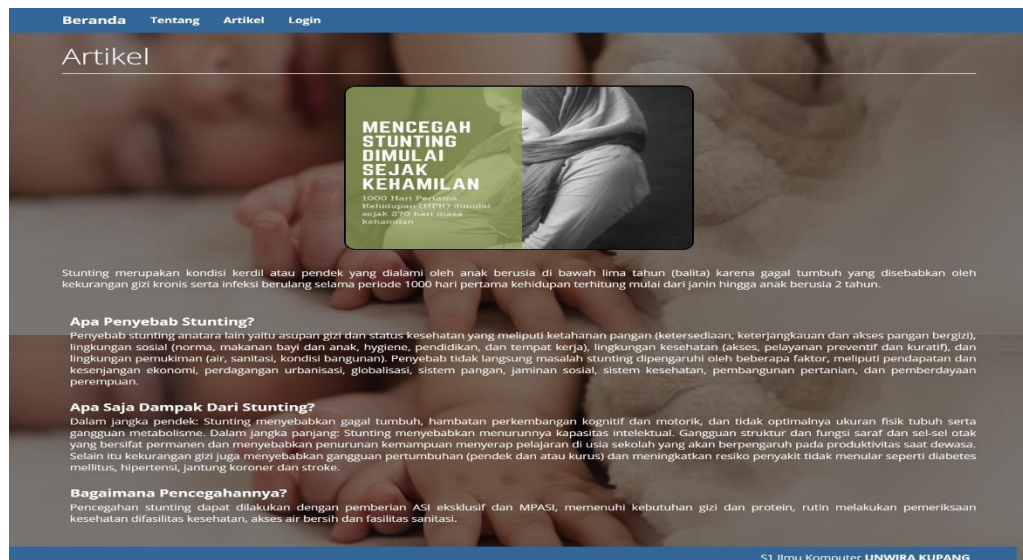 Beranda Tentang Artikel Login
Artikel
MENCEGAH
STUNTING
DIMULAI
SEJAK
KEHAMILAN
1000 Hari Pertama
Kehidupan (HPK) dimulai
sejak 270 hari masa
kehamilan
Stunting merupakan kondisi kerdil atau pendek yang dialami oleh anak berusia di bawah lima tahun (balita) karena gagal tumbuh yang disebabkan oleh
kekurangan gizi kronis serta infeksi berulang selama periode 1000 hari pertama kehidupan terhitung mulai dari janin hingga anak berusia 2 tahun.
Apa Penyebab Stunting?
Penyebab stunting anatara lain yaitu asupan gizi dan status kesehatan yang meliputi ketahanan pangan (ketersediaan, keterjangkauan dan akses pangan bergizi),
lingkungan sosial (norma, makanan bayi dan anak, hygiene, pendidikan, dan tempat kerja), lingkungan kesehatan (akses, pelayanan preventif dan kuratif), dan
lingkungan pemukiman (air, sanitasi, kondisi bangunan). Penyebab tidak langsung masalah stunting dipengaruhi oleh beberapa faktor, meliputi pendapatan dan
kesenjangan ekonomi, perdagangan urbanisasi, globalisasi, sistem pangan, jaminan sosial, sistem kesehatan, pembangunan pertanian, dan pemberdayaan
perempuan.
Apa Saja Dampak Dari Stunting?
Dalam jangka pendek: Stunting menyebabkan gagal tumbuh, hambatan perkembangan kognitif dan motorik, dan tidak optimalnya ukuran fisik tubuh serta
gangguan metabolisme. Dalam jangka panjang: Stunting menyebabkan menurunnya kapasitas intelektual. Gangguan struktur dan fungsi saraf dan sel-sel otak
yang bersifat permanen dan menyebabkan penurunan kemampuan menyerap pelajaran di usia sekolah yang akan berpengaruh pada produktivitas saat dewasa.
Selain itu kekurangan gizi juga menyebabkan gangguan pertumbuhan (pendek dan atau kurus) dan meningkatkan resiko penyakit tidak menular seperti diabetes
mellitus, hipertensi, jantung koroner dan stroke.
Bagaimana Pencegahannya?
Pencegahan stunting dapat dilakukan dengan pemberian ASI eksklusif dan MPASI, memenuhi kebutuhan gizi dan protein, rutin melakukan pemeriksaan
kesehatan difasilitas kesehatan, akses air bersih dan fasilitas sanitasi.
S1 Ilmu Komputer UNWIRA KUPANG